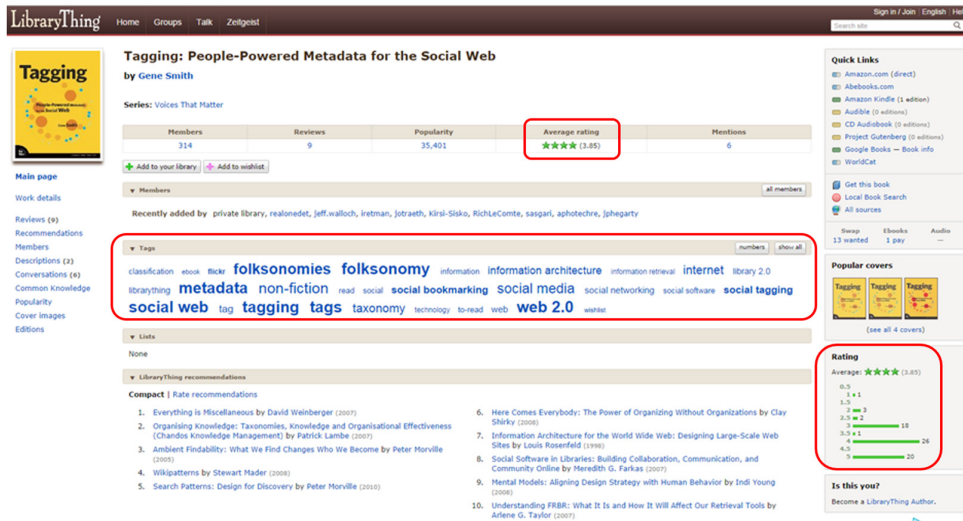 LibraryThing
Home Groups Talk Zeitgeist
Sign in / Join English Hel
Search site
Tagging
People-Powered Metadata
for the Social Web
Gene Smith
Main page
Work details
Reviews (9)
Recommendations
Members
Descriptions (2)
Conversations (6)
Common Knowledge
Popularity
Cover images
Editions
Tagging: People-Powered Metadata for the Social Web
by Gene Smith
Series: Voices That Matter
Members Reviews Popularity Average rating Mentions
314 9 35,401 (3.85) 6
Add to your library Add to wishlist
Members all members
Recently added by private library, realonedet, jeff.walloch, iretman, jotraeth, Kirsi-Sisko, RichLeComte, sasgari, aphotechre, jphegarty
Tags numbers show all
classification ebook flickr folksonomies folksonomy information information architecture information retrieval internet library 2.0
librarything metadata non-fiction read social social bookmarking social media social networking social software social tagging
social web tag tagging tags taxonomy technology to-read web web 2.0 wishlist
Lists
None
LibraryThing recommendations
Compact | Rate recommendations
1. Everything is Miscellaneous by David Weinberger (2007)
2. Organising Knowledge: Taxonomies, Knowledge and Organisational Effectiveness
(Chandos Knowledge Management) by Patrick Lambe (2007)
3. Ambient Findability: What We Find Changes Who We Become by Peter Morville
(2005)
4. Wikipatterns by Stewart Mader (2008)
5. Search Patterns: Design for Discovery by Peter Morville (2010)
6. Here Comes Everybody: The Power of Organizing Without Organizations by Clay
Shirky (2008)
7. Information Architecture for the World Wide Web: Designing Large-Scale Web
Sites by Louis Rosenfeld (1998)
8. Social Software in Libraries: Building Collaboration, Communication, and
Community Online by Meredith G. Farkas (2007)
9. Mental Models: Aligning Design Strategy with Human Behavior by Indi Young
(2008)
10. Understanding FRBR: What It Is and How It Will Affect Our Retrieval Tools by
Arlene G. Taylor (2007)
Quick Links
Amazon.com (direct)
Abebooks.com
Amazon Kindle (1 edition)
Audible (0 editions)
CD Audiobook (0 editions)
Project Gutenberg (0 editions)
Google Books — Book info
WorldCat
Get this book
Local Book Search
All sources
Swap Ebooks Audio
13 wanted 1 pay —
Popular covers
Tagging Tagging Tagging
(see all 4 covers)
Rating
Average: (3.85)
0.5
1 1
1.5
2 3
2.5 2
3 18
3.5 1
4 26
4.5
5 20
Is this you?
Become a LibraryThing Author.